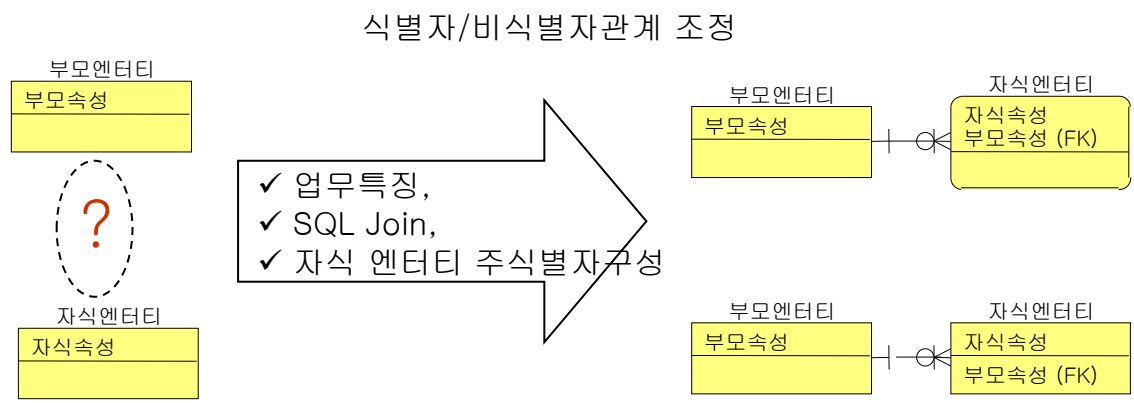 식별자/비식별자관계 조정
부모엔터티
부모속성
?
자식엔터티
자식속성
✓ 업무특징,
✓ SQL Join,
✓ 자식 엔터티 주식별자구성
부모엔터티
부모속성
자식엔터티
자식속성
부모속성 (FK)
부모엔터티
부모속성
자식엔터티
자식속성
부모속성 (FK)